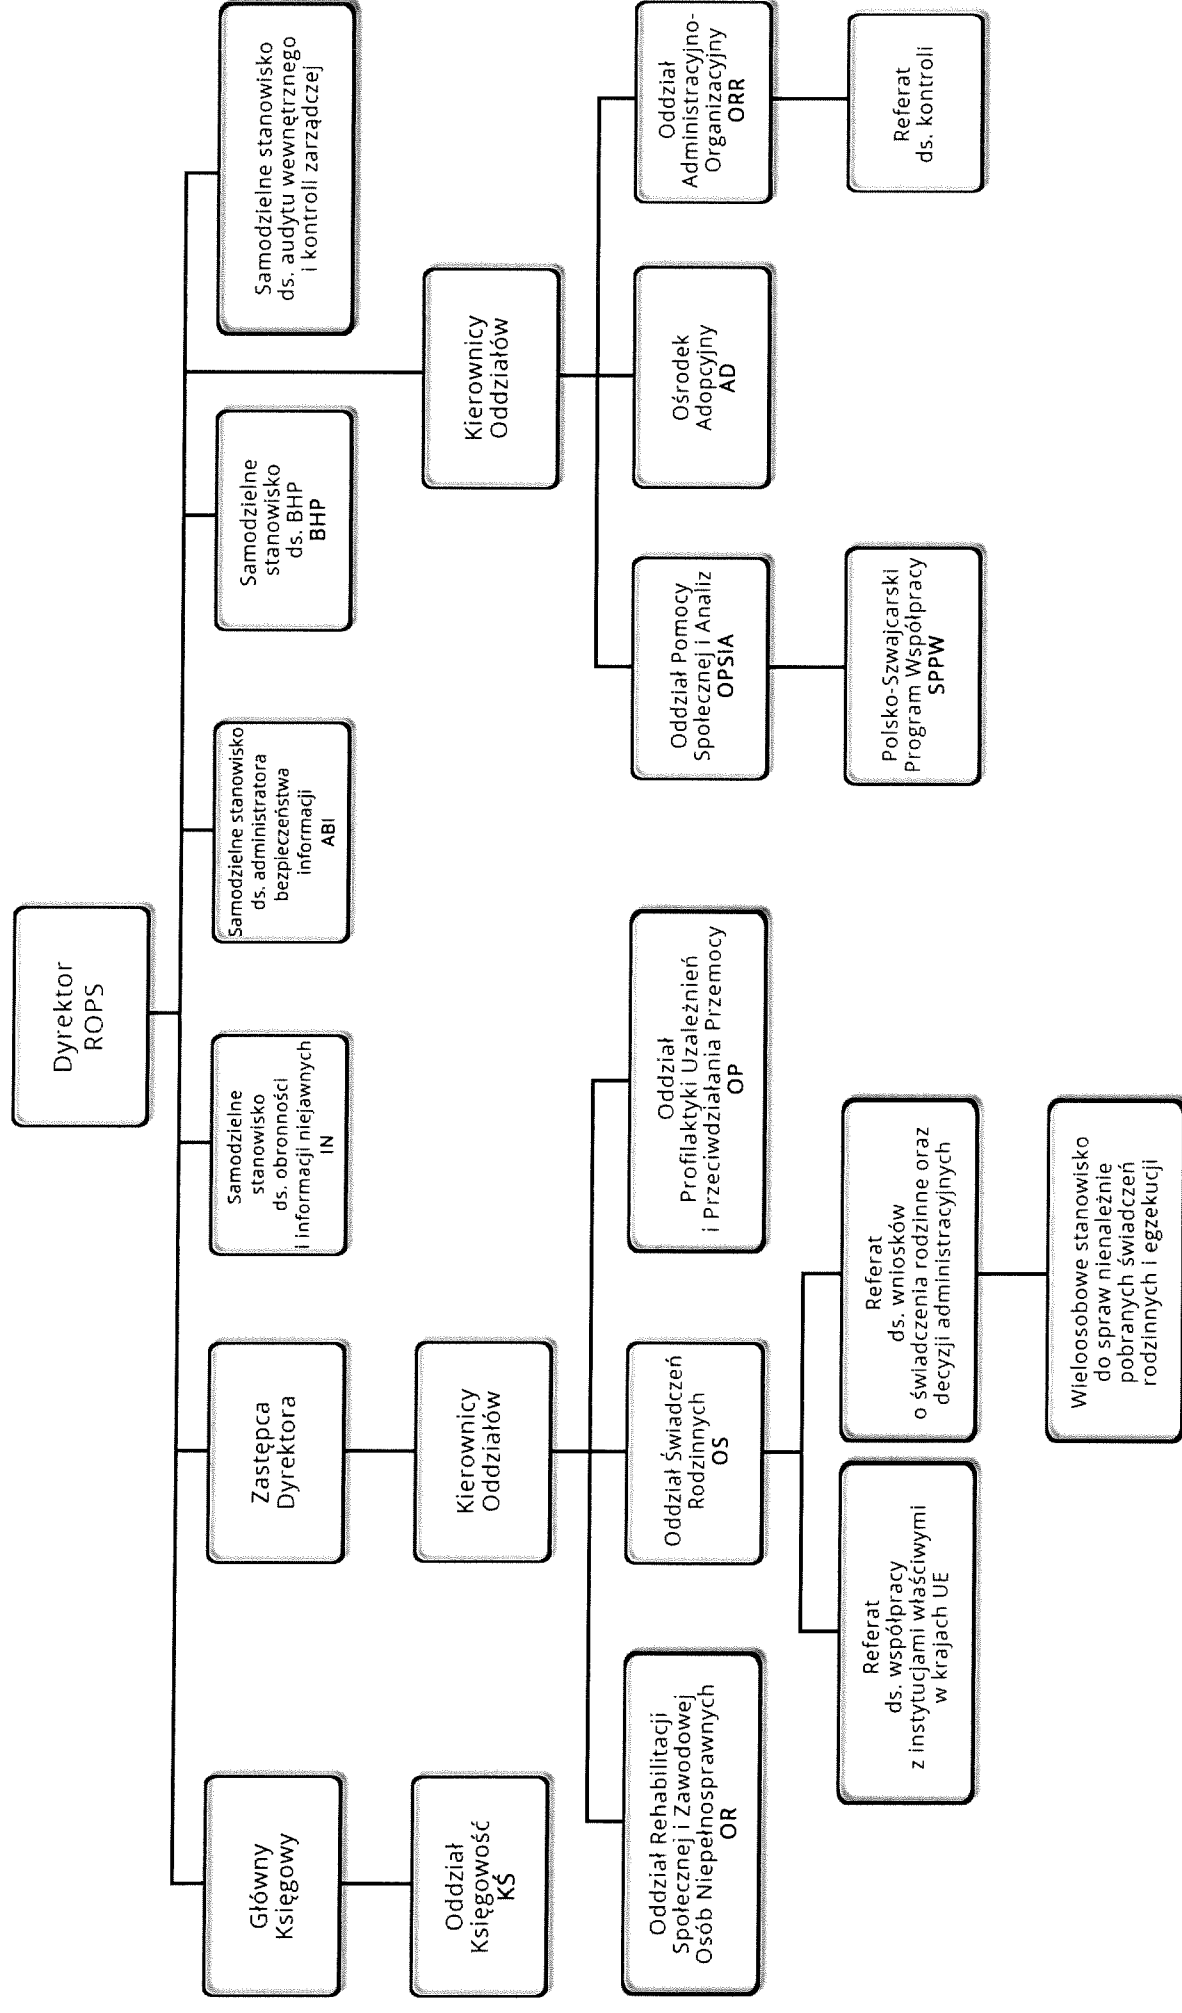 Dyrektor
ROPS
Główny
Księgowy
Zastępca
Dyrektora
Samodzielne
stanowisko
ds. obronności
i informacji niejawnych
IN
Samodzielne stanowisko
ds. administratora
bezpieczeństwa
informacji
ABI
Samodzielne
stanowisko
ds. BHP
BHP
Samodzielne stanowisko
ds. audytu wewnętrznego
i kontroli zarządczej
Oddział
Księgowość
KŚ
Kierownicy
Oddziałów
Kierownicy
Oddziałów
Oddział Rehabilitacji
Społecznej i Zawodowej
Osób Niepełnosprawnych
OR
Oddział Świadczeń
Rodzinnych
OS
Oddział
Profilaktyki Uzależnień
i Przeciwdziałania Przemocy
OP
Oddział Pomocy
Społecznej i Analiz
OPSIA
Ośrodek
Adopcyjny
AD
Oddział
Administracyjno-
Organizacyjny
ORR
Referat
ds. współpracy
z instytucjami właściwymi
w krajach UE
Referat
ds. wniosków
o świadczenia rodzinne oraz
decyzji administracyjnych
Polsko-Szwajcarski
Program Współpracy
SPPW
Referat
ds. kontroli
Wieloosobowe stanowisko
do spraw nienależnie
pobranych świadczeń
rodzinnych i egzekucji